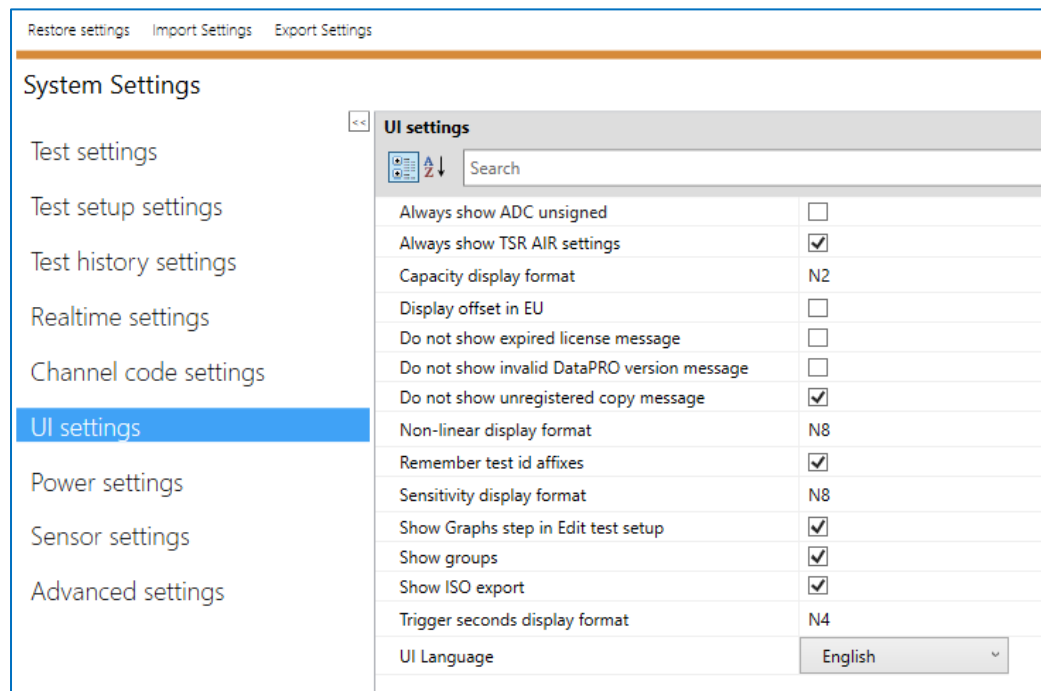 Restore settings Import Settings Export Settings
System Settings
<<
Test settings
Test setup settings
Test history settings
Realtime settings
Channel code settings
UI settings
Power settings
Sensor settings
Advanced settings
UI settings
A Z
Search
Always show ADC unsigned
Always show TSR AIR settings
Capacity display format N2
Display offset in EU
Do not show expired license message
Do not show invalid DataPRO version message
Do not show unregistered copy message
Non-linear display format N8
Remember test id affixes
Sensitivity display format N8
Show Graphs step in Edit test setup
Show groups
Show ISO export
Trigger seconds display format N4
UI Language English